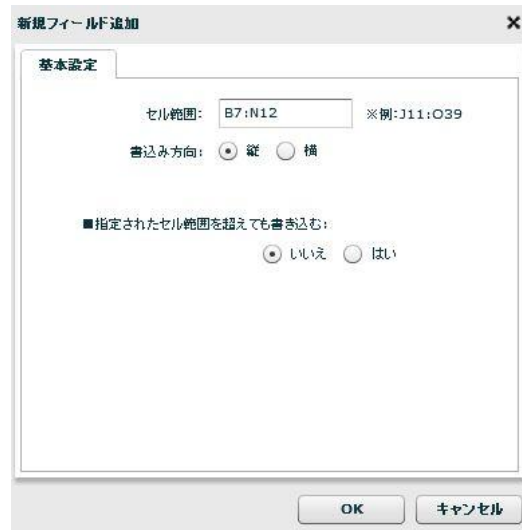 新規フィールド追加
基本設定
セル範囲: B7:N12 ※例:J11:O39
書込み方向: 縦 横
■指定されたセル範囲を超えても書き込む:
いいえ はい
OK キャンセル